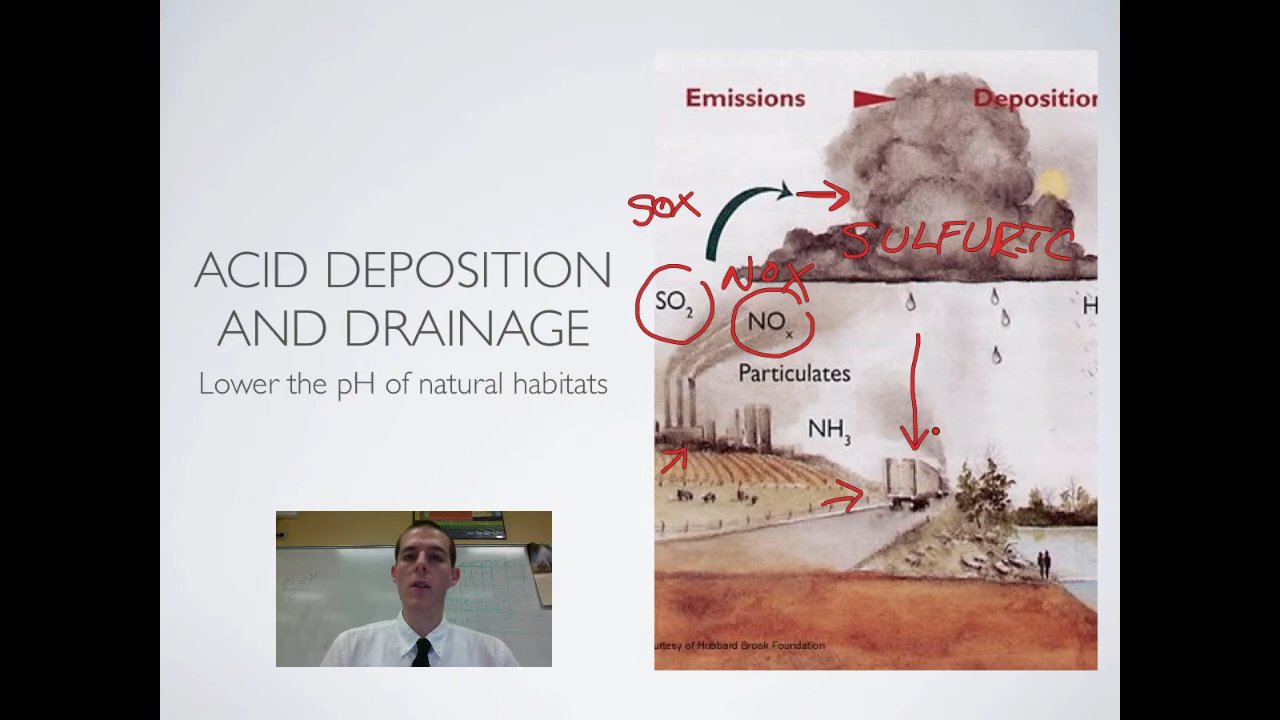 ACID DEPOSITION
AND DRAINAGE
Lower the pH of natural habitats
Emissions
Deposition
SOX
SULFURIC
NOX
SO2
NOx
H
Particulates
NH3
urtesy of Hubbard Brook Foundation